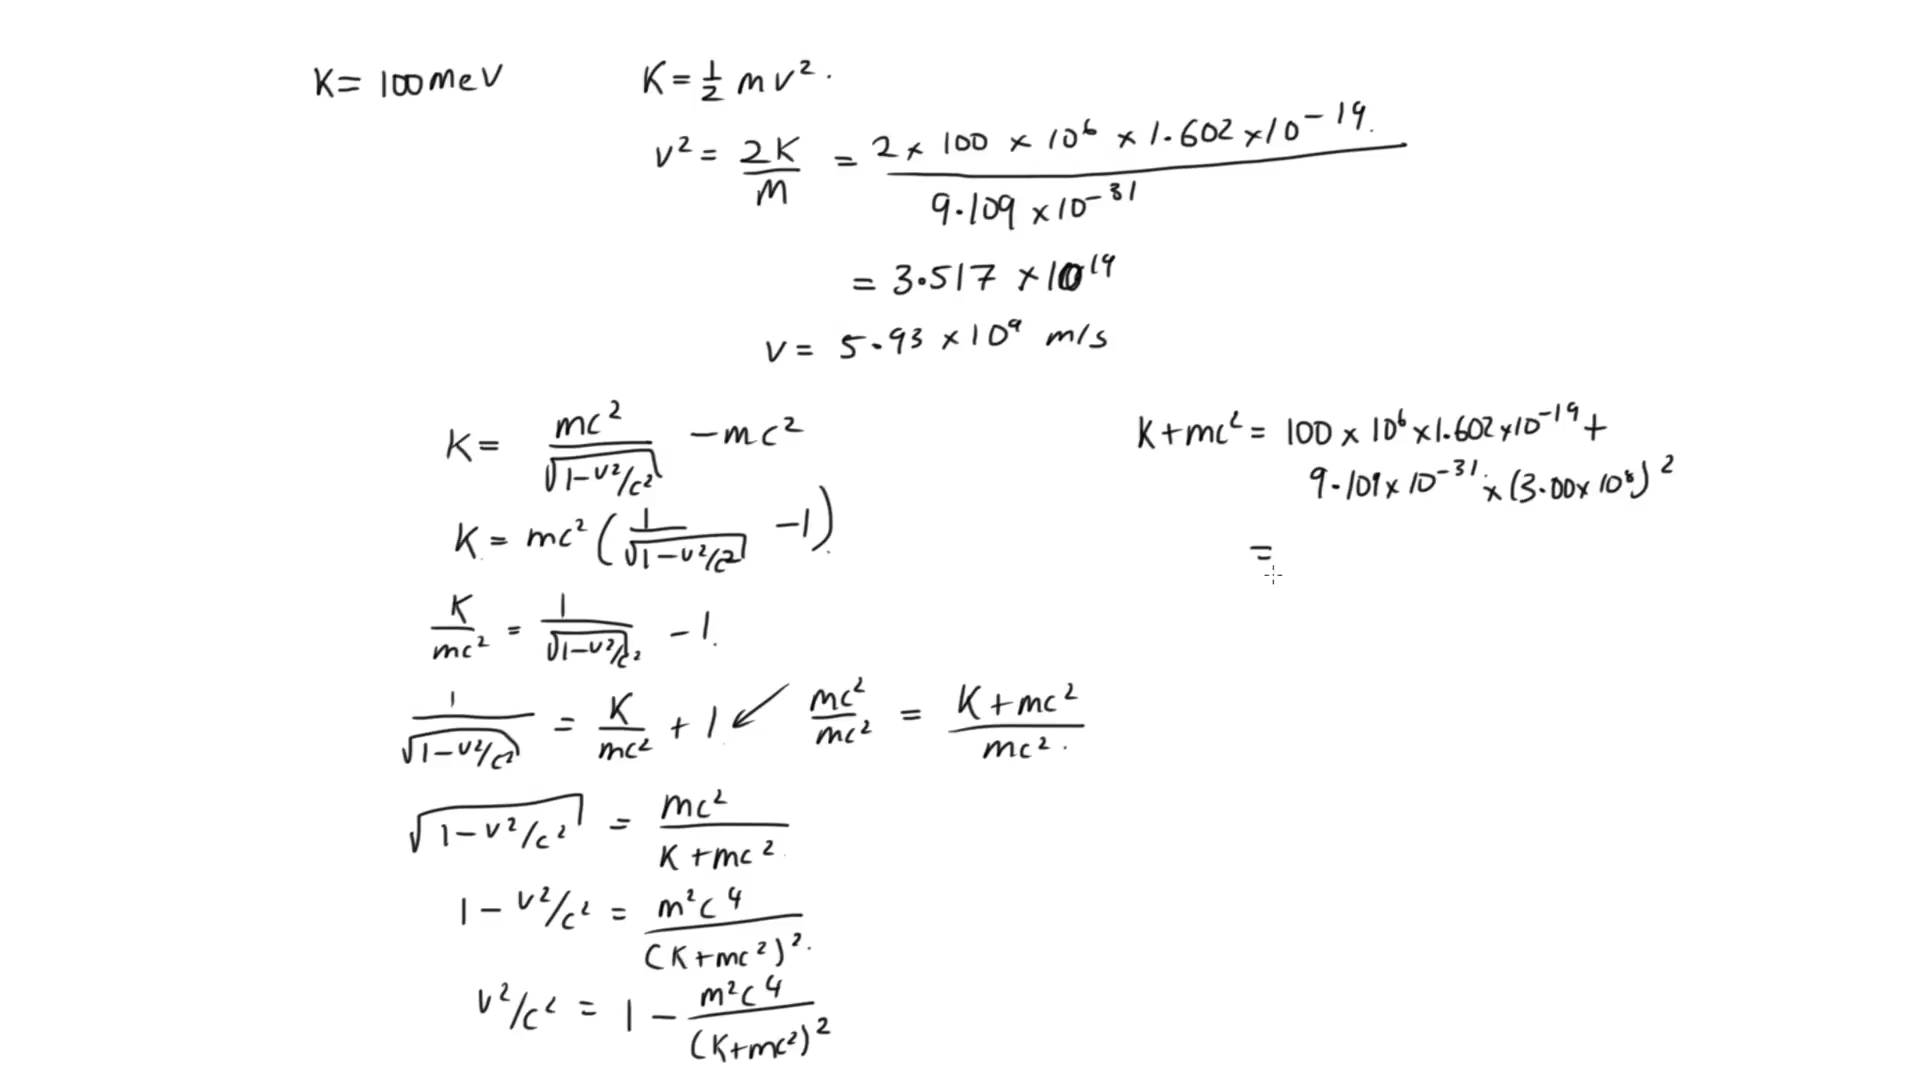 K = 100 meV
K = 1/2 m v².
v² = 2K/m = (2 × 100 × 10⁶ × 1.602 × 10⁻¹⁹)/(9.109 × 10⁻³¹)
= 3.517 × 10¹⁹
v = 5.93 × 10⁹ m/s
K = mc²/√(1-v²/c²) - mc²
K = mc² (1/√(1-v²/c²) - 1)
K/mc² = 1/√(1-v²/c²) - 1
1/√(1-v²/c²) = K/mc² + 1 ↙ mc²/mc² = (K + mc²)/mc².
√(1-v²/c²) = mc²/(K + mc²)
1 - v²/c² = m²c⁴/(K+mc²)².
v²/c² = 1 - m²c⁴/(K+mc²)²
K+mc² = 100 × 10⁶ × 1.602 × 10⁻¹⁹ +
9.109 × 10⁻³¹ × (3.00 × 10⁸)²
=